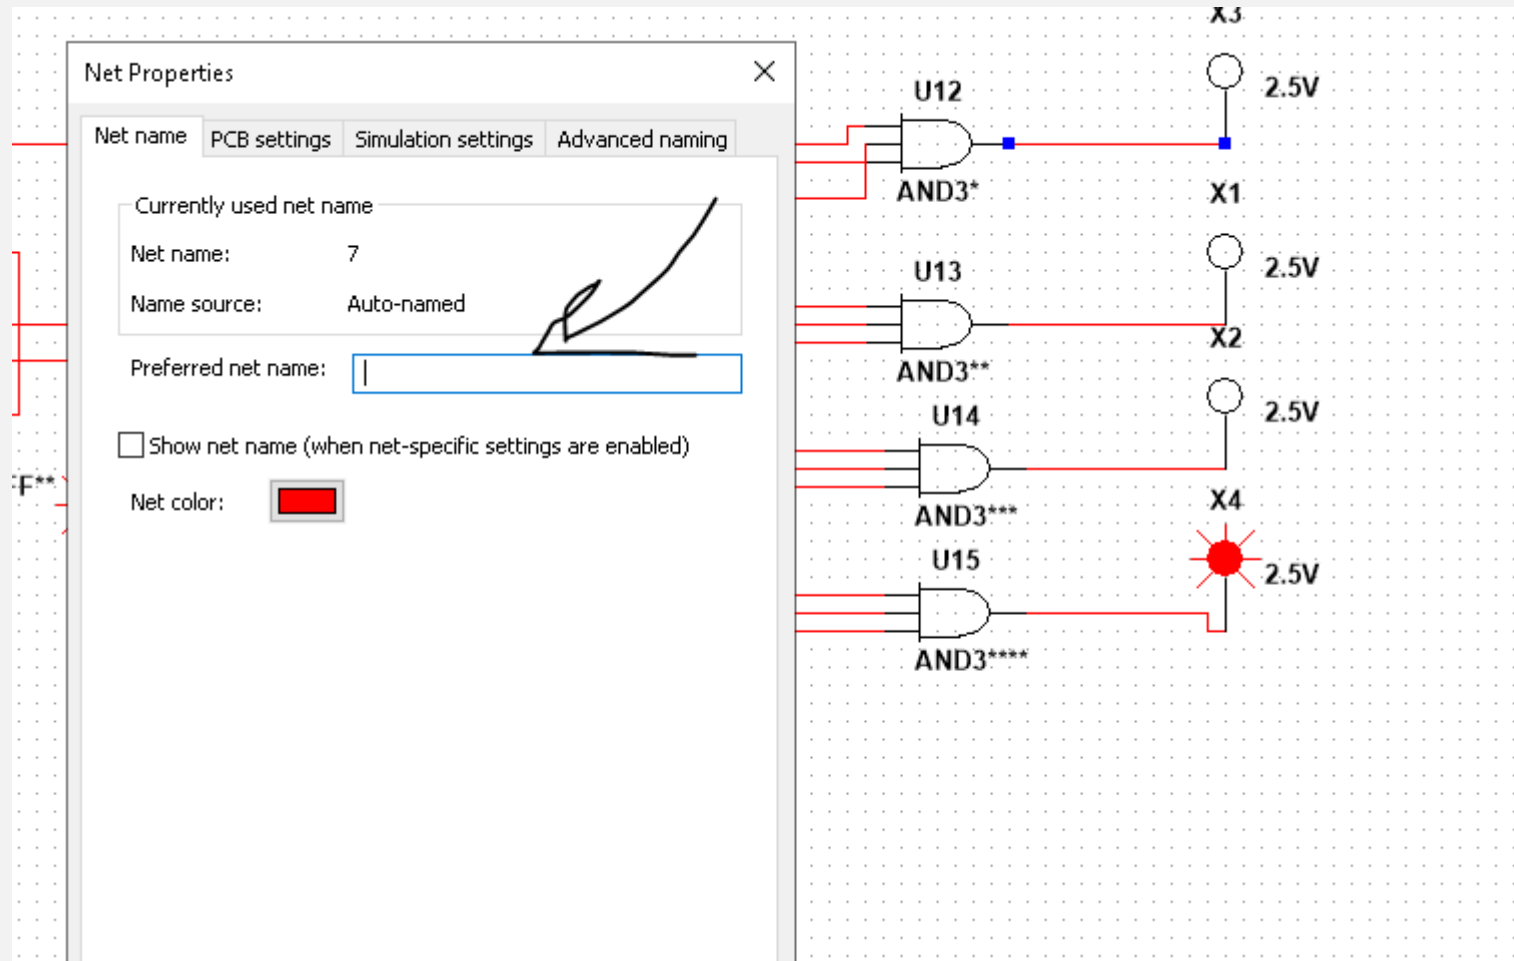 Net Properties
Net name PCB settings Simulation settings Advanced naming
Currently used net name
Net name: 7
Name source: Auto-named
Preferred net name:
Show net name (when net-specific settings are enabled)
Net color:
FF**
X3
2.5V
U12
AND3*
X1
2.5V
U13
AND3**
X2
2.5V
U14
AND3***
X4
2.5V
U15
AND3****